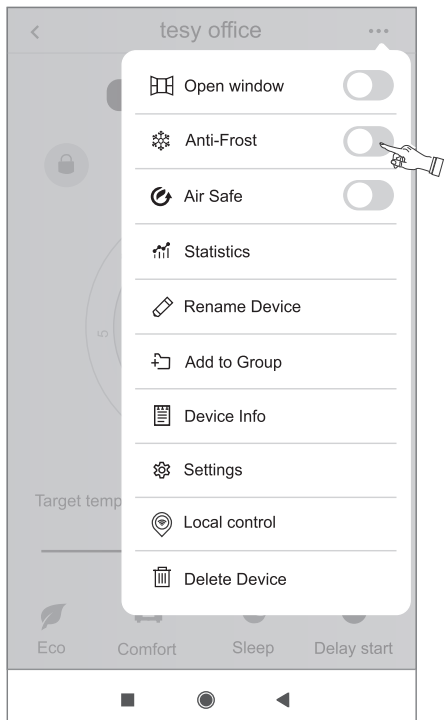 tesy office
Open window
Anti-Frost
Air Safe
Statistics
Rename Device
Add to Group
Device Info
Settings
Local control
Delete Device
5
Target temp
Eco Comfort Sleep Delay start